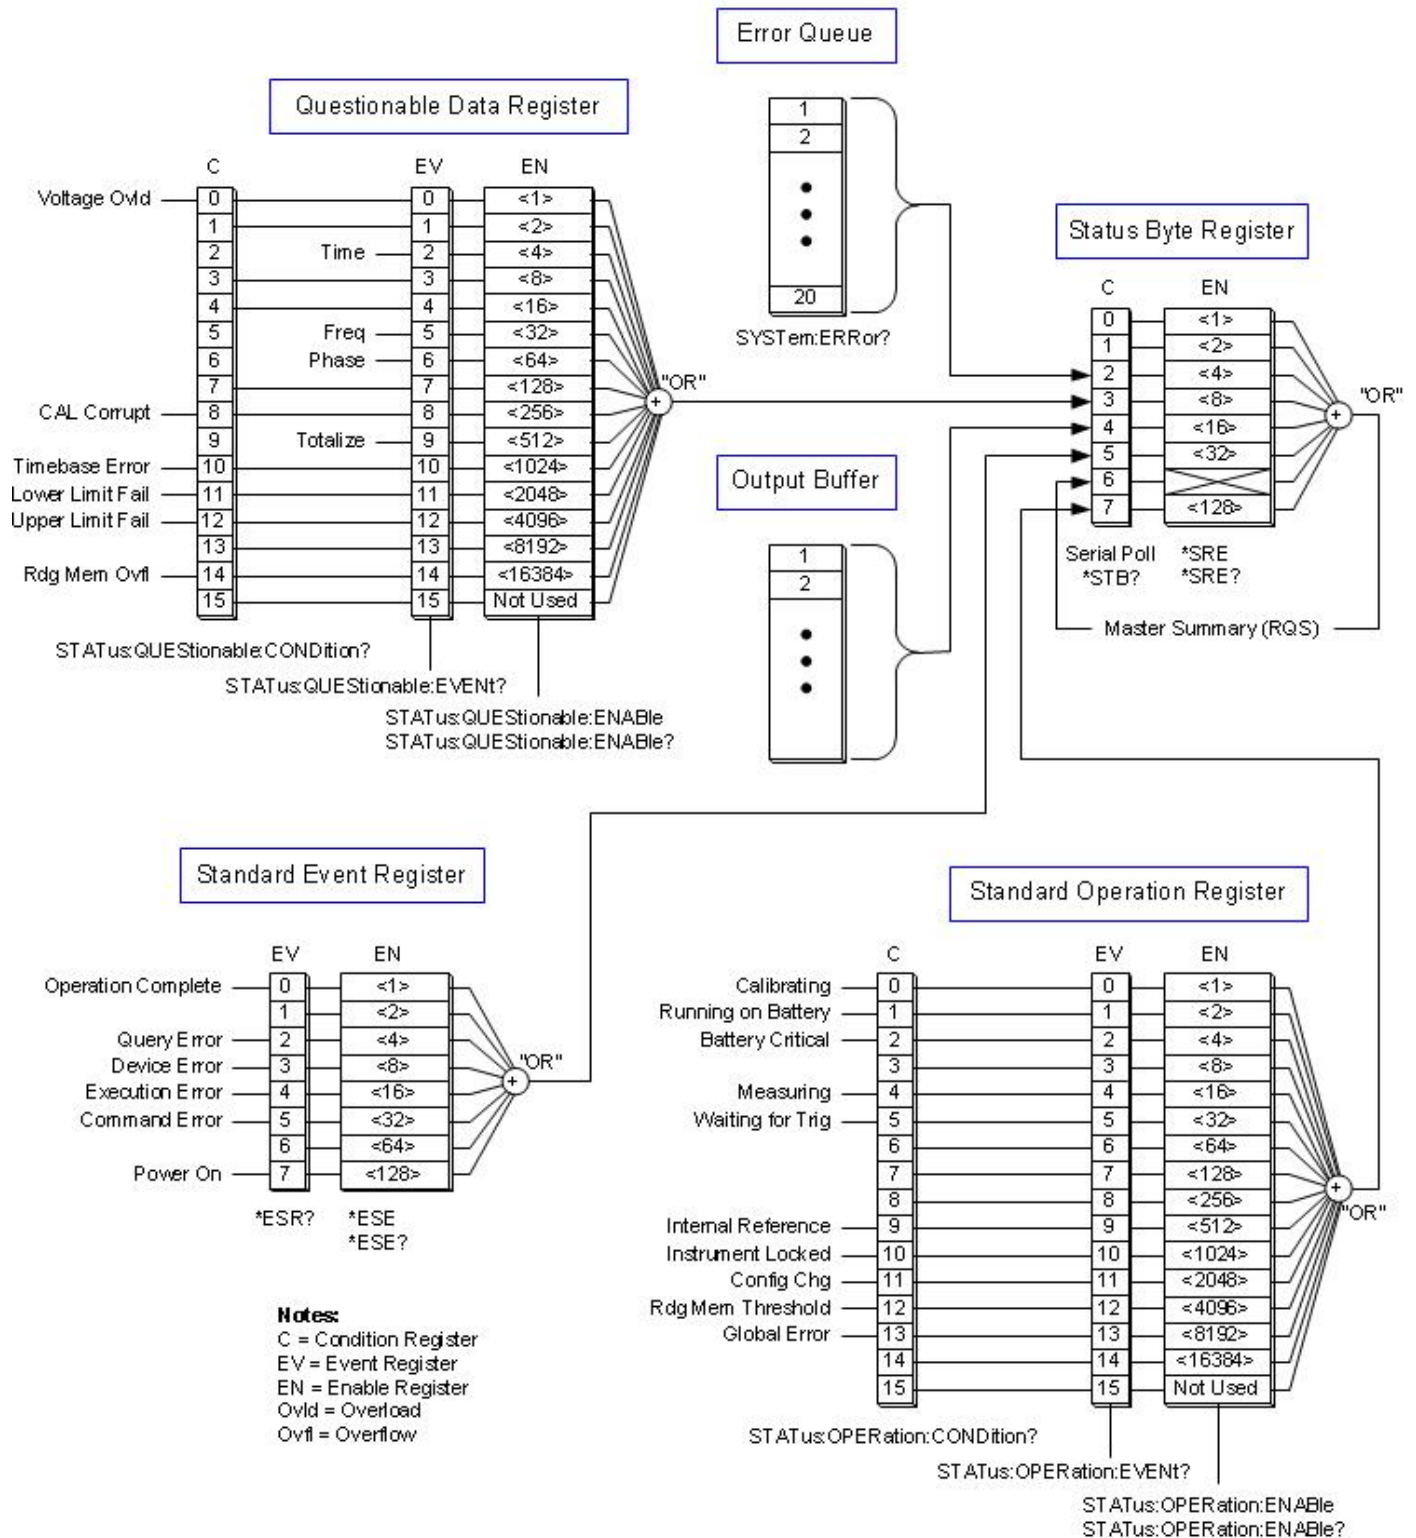 Error Queue
1
2
20
SYSTem:ERRor?
Questionable Data Register
C EV EN
Voltage Ovld 0 0 <1>
1 1 <2>
2 Time 2 <4>
3 3 <8>
4 4 <16>
5 Freq 5 <32>
6 Phase 6 <64>
7 7 <128>
CAL Corrupt 8 8 <256>
9 Totalize 9 <512>
Timebase Error 10 10 <1024>
Lower Limit Fail 11 11 <2048>
Upper Limit Fail 12 12 <4096>
13 13 <8192>
Rdg Mem Ovfl 14 14 <16384>
15 15 Not Used
+ "OR"
STATus:QUEStionable:CONDition?
STATus:QUEStionable:EVENt?
STATus:QUEStionable:ENABle
STATus:QUEStionable:ENABle?
Output Buffer
1
2
Status Byte Register
C EN
0 <1>
1 <2>
2 <4>
3 <8>
4 <16>
5 <32>
6
7 <128>
+ "OR"
Serial Poll *SRE
*STB? *SRE?
Master Summary (RQS)
Standard Event Register
EV EN
Operation Complete 0 <1>
1 <2>
Query Error 2 <4>
Device Error 3 <8>
Execution Error 4 <16>
Command Error 5 <32>
6 <64>
Power On 7 <128>
+ "OR"
*ESR? *ESE
*ESE?
Notes:
C = Condition Register
EV = Event Register
EN = Enable Register
Ovld = Overload
Ovfl = Overflow
Standard Operation Register
C EV EN
Calibrating 0 0 <1>
Running on Battery 1 1 <2>
Battery Critical 2 2 <4>
3 3 <8>
Measuring 4 4 <16>
Waiting for Trig 5 5 <32>
6 6 <64>
7 7 <128>
8 8 <256>
Internal Reference 9 9 <512>
Instrument Locked 10 10 <1024>
Config Chg 11 11 <2048>
Rdg Mem Threshold 12 12 <4096>
Global Error 13 13 <8192>
14 14 <16384>
15 15 Not Used
+ "OR"
STATus:OPERation:CONDition?
STATus:OPERation:EVENt?
STATus:OPERation:ENABle
STATus:OPERation:ENABle?